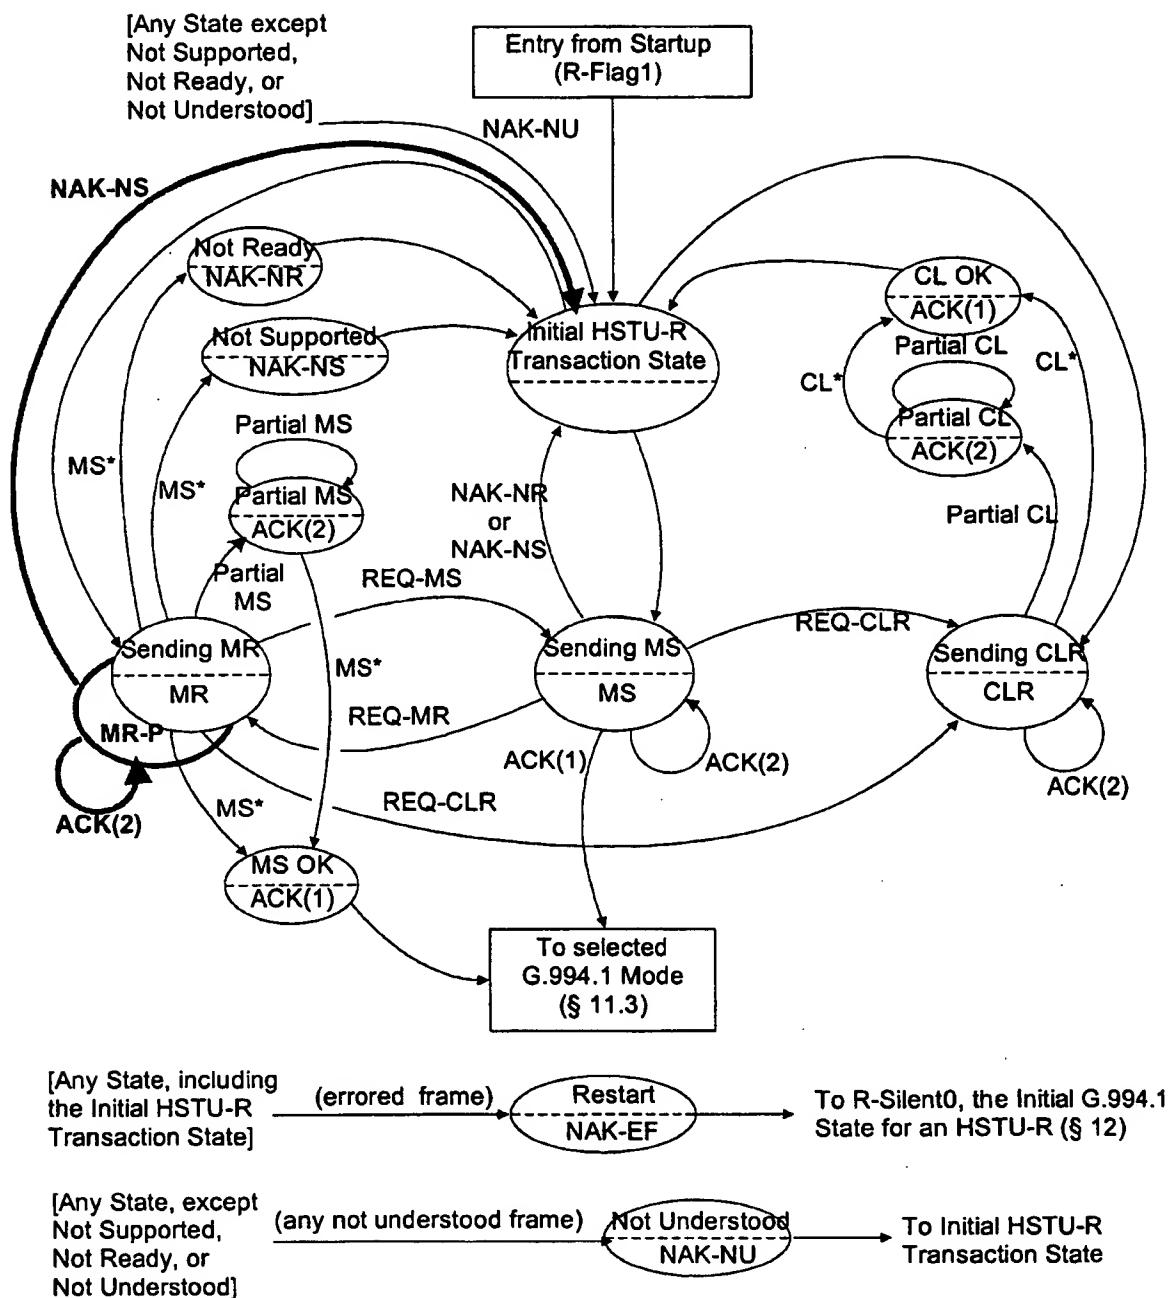 [Any State except
Not Supported,
Not Ready, or
Not Understood]
Entry from Startup
(R-Flag1)
NAK-NU
NAK-NS
Not Ready
NAK-NR
Not Supported
NAK-NS
Initial HSTU-R
Transaction State
CL OK
ACK(1)
Partial CL
CL*
CL*
Partial CL
ACK(2)
Partial CL
Partial MS
MS*
MS*
Partial MS
ACK(2)
Partial
MS
NAK-NR
or
NAK-NS
REQ-MS
REQ-CLR
Sending MR
MR
MS*
Sending MS
MS
Sending CLR
CLR
REQ-MR
MR-P
ACK(1)
ACK(2)
ACK(2)
ACK(2)
MS*
REQ-CLR
MS OK
ACK(1)
To selected
G.994.1 Mode
(§ 11.3)
[Any State, including
the Initial HSTU-R
Transaction State]
(errored frame)
Restart
NAK-EF
To R-Silent0, the Initial G.994.1
State for an HSTU-R (§ 12)
[Any State, except
Not Supported,
Not Ready, or
Not Understood]
(any not understood frame)
Not Understood
NAK-NU
To Initial HSTU-R
Transaction State